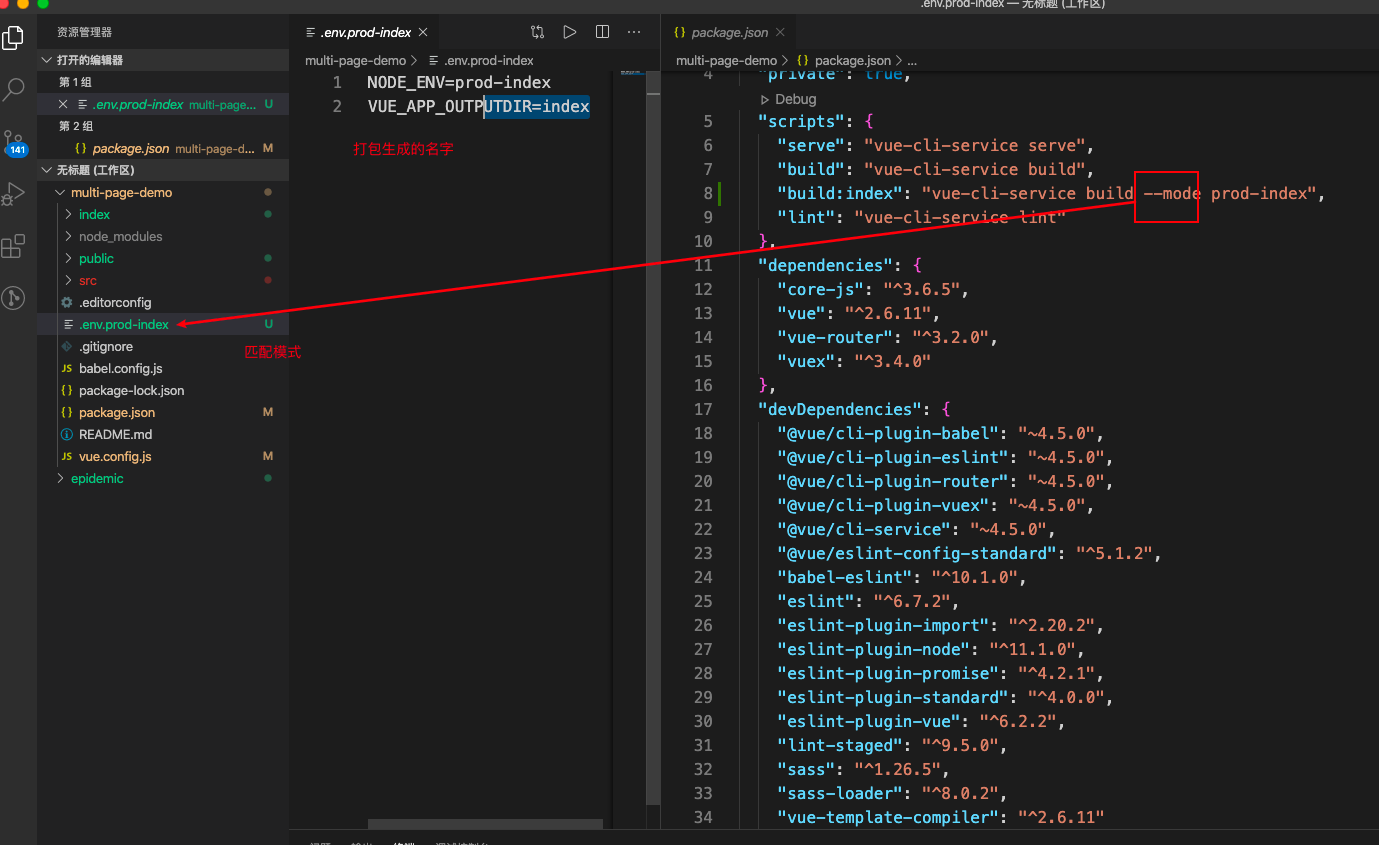 .env.prod-index — 无标题 (工作区)
资源管理器
打开的编辑器
第 1 组
.env.prod-index multi-page... U
第 2 组
{} package.json multi-page-d... M
无标题 (工作区)
multi-page-demo
index
node_modules
public
src
.editorconfig
.env.prod-index U
.gitignore
JS babel.config.js
{} package-lock.json
{} package.json M
README.md
JS vue.config.js M
epidemic
141
匹配模式
.env.prod-index
multi-page-demo > .env.prod-index
1 NODE_ENV=prod-index
2 VUE_APP_OUTPUTDIR=index
打包生成的名字
{} package.json
multi-page-demo > {} package.json > ...
4 "private": true,
Debug
5 "scripts": {
6 "serve": "vue-cli-service serve",
7 "build": "vue-cli-service build",
8 "build:index": "vue-cli-service build --mode prod-index",
9 "lint": "vue-cli-service lint"
10 },
11 "dependencies": {
12 "core-js": "^3.6.5",
13 "vue": "^2.6.11",
14 "vue-router": "^3.2.0",
15 "vuex": "^3.4.0"
16 },
17 "devDependencies": {
18 "@vue/cli-plugin-babel": "~4.5.0",
19 "@vue/cli-plugin-eslint": "~4.5.0",
20 "@vue/cli-plugin-router": "~4.5.0",
21 "@vue/cli-plugin-vuex": "~4.5.0",
22 "@vue/cli-service": "~4.5.0",
23 "@vue/eslint-config-standard": "^5.1.2",
24 "babel-eslint": "^10.1.0",
25 "eslint": "^6.7.2",
26 "eslint-plugin-import": "^2.20.2",
27 "eslint-plugin-node": "^11.1.0",
28 "eslint-plugin-promise": "^4.2.1",
29 "eslint-plugin-standard": "^4.0.0",
30 "eslint-plugin-vue": "^6.2.2",
31 "lint-staged": "^9.5.0",
32 "sass": "^1.26.5",
33 "sass-loader": "^8.0.2",
34 "vue-template-compiler": "^2.6.11"